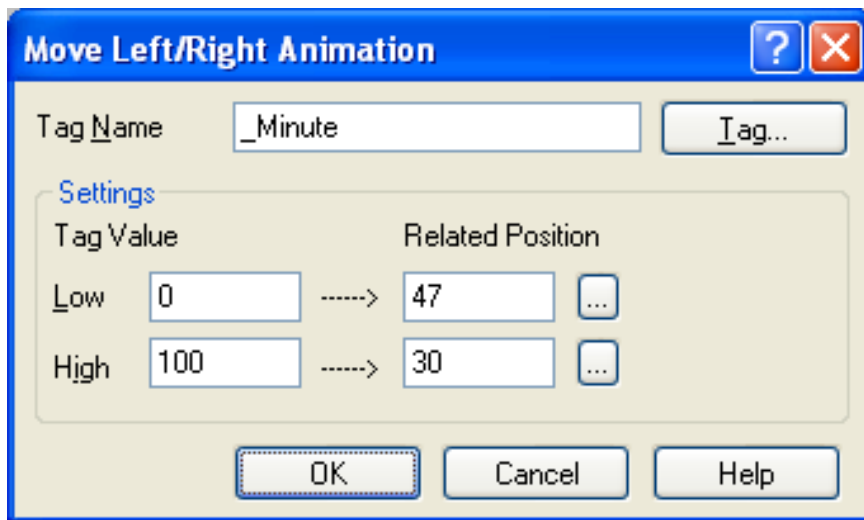 Move Left/Right Animation
Tag Name _Minute Tag...
Settings
Tag Value Related Position
Low 0 ------> 47 ...
High 100 ------> 30 ...
OK Cancel Help